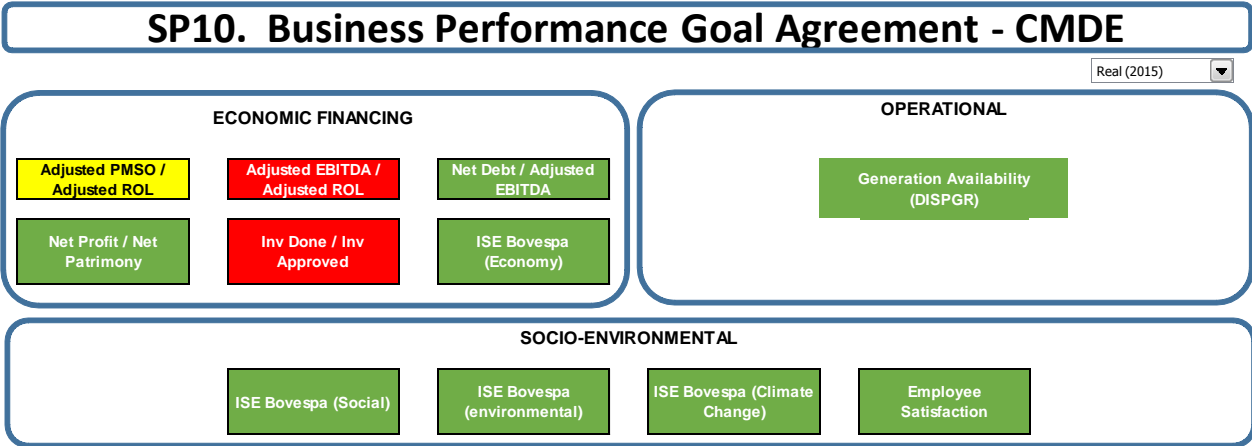 SP10. Business Performance Goal Agreement - CMDE
Real (2015)
ECONOMIC FINANCING
Adjusted PMSO /
Adjusted ROL
Adjusted EBITDA /
Adjusted ROL
Net Debt / Adjusted
EBITDA
Net Profit / Net
Patrimony
Inv Done / Inv
Approved
ISE Bovespa
(Economy)
OPERATIONAL
Generation Availability
(DISPGR)
SOCIO-ENVIRONMENTAL
ISE Bovespa (Social)
ISE Bovespa
(environmental)
ISE Bovespa (Climate
Change)
Employee
Satisfaction